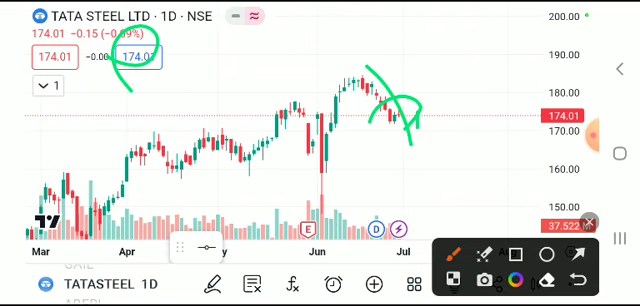 TATA STEEL LTD · 1D · NSE
174.01 −0.15 (−0.09%)
174.01 −0.00 174.01
1
200.00
190.00
180.00
174.01
170.00
160.00
150.00
37.522
E D
Mar Apr Jun Jul
TATASTEEL 1D